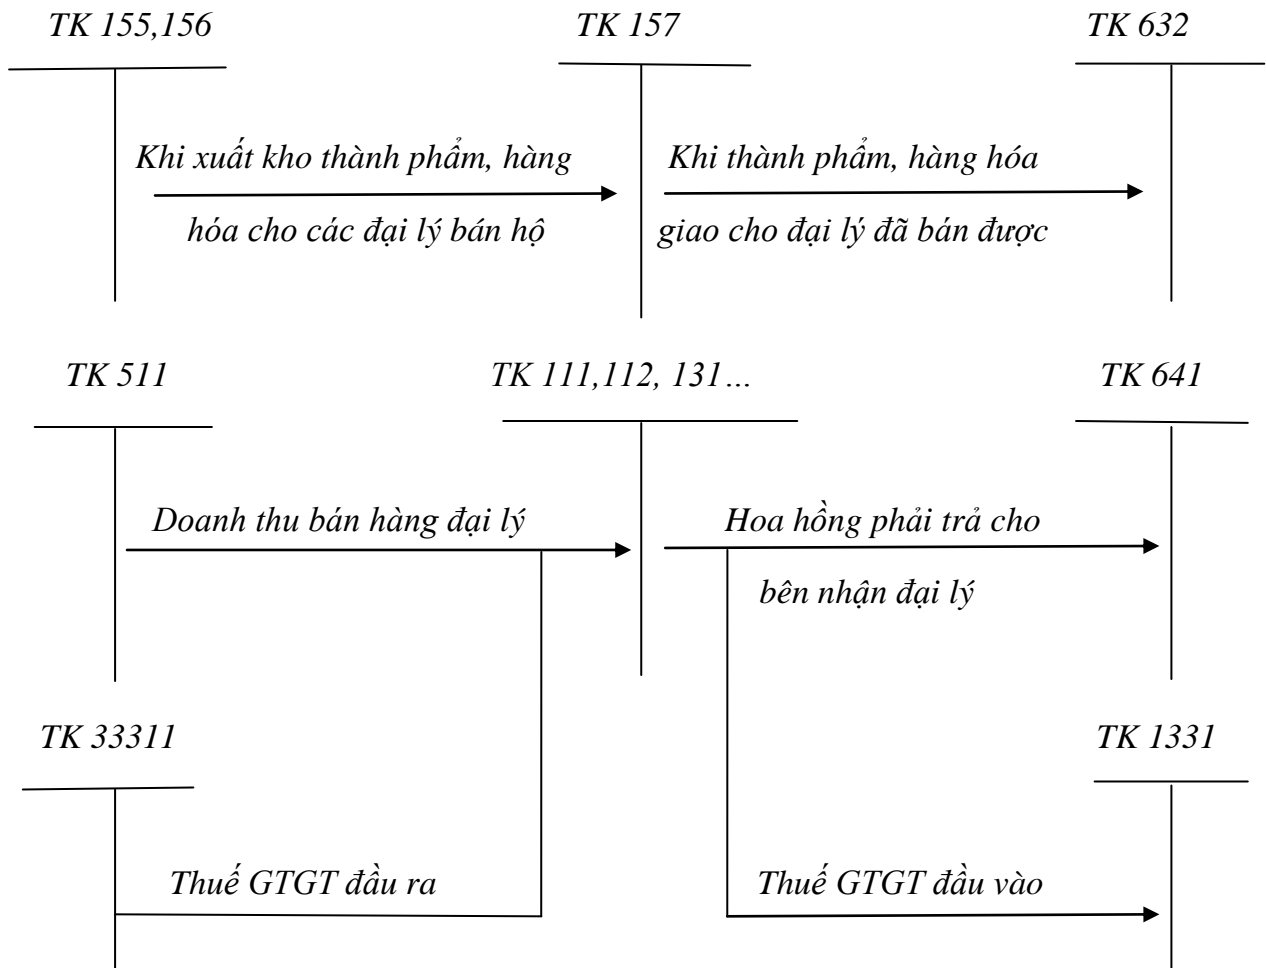 TK 155,156 TK 157 TK 632
Khi xuất kho thành phẩm, hàng Khi thành phẩm, hàng hóa
hóa cho các đại lý bán hộ giao cho đại lý đã bán được
TK 511 TK 111,112, 131... TK 641
Doanh thu bán hàng đại lý Hoa hồng phải trả cho
bên nhận đại lý
TK 33311 TK 1331
Thuế GTGT đầu ra Thuế GTGT đầu vào